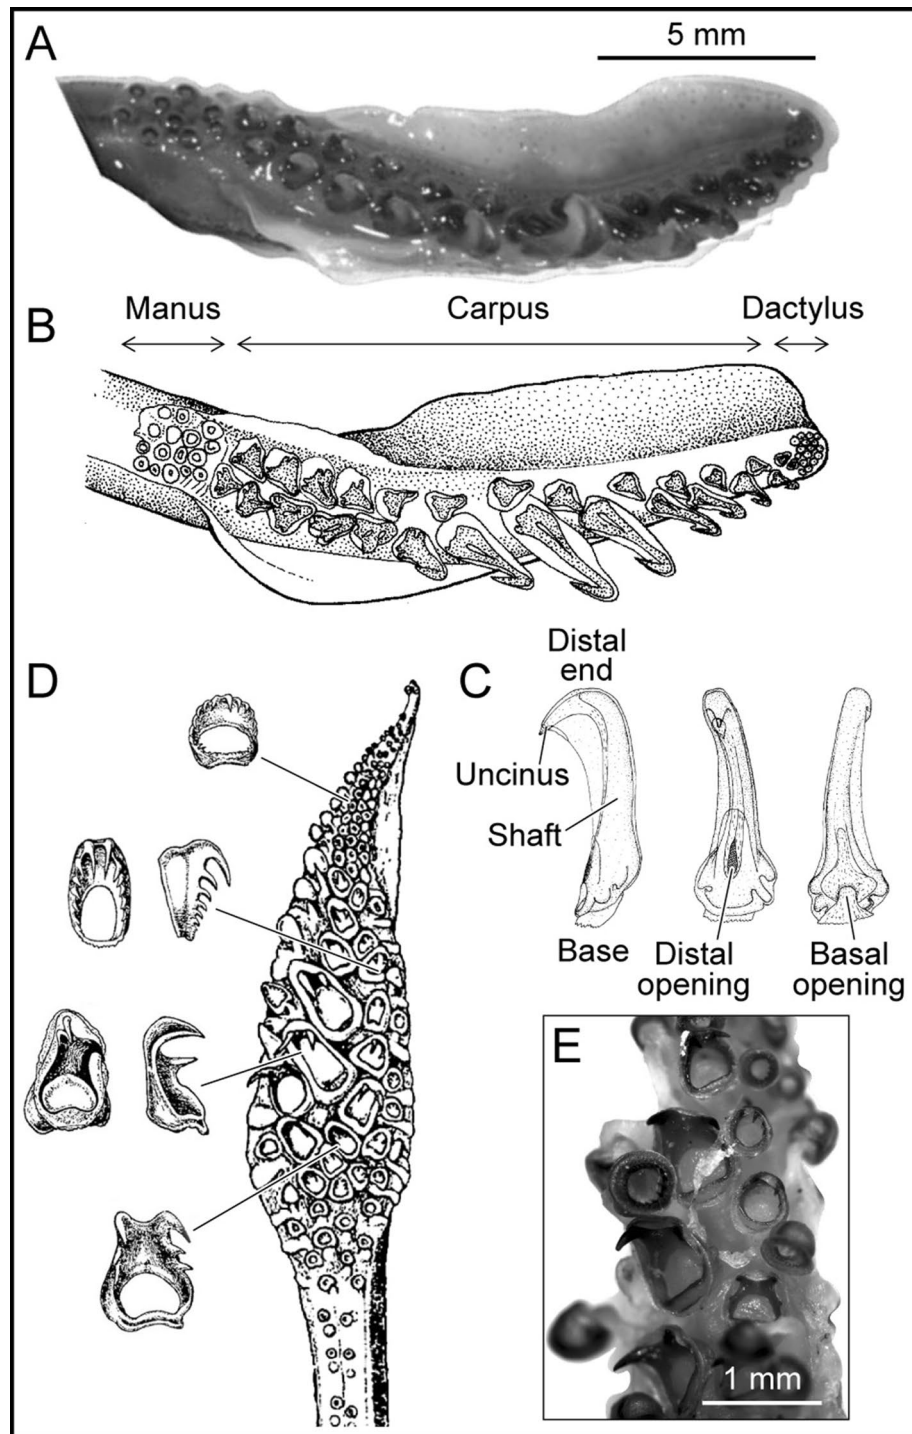 A
5 mm
Manus Carpus Dactylus
B
D
C
Distal
end
Uncinus
Shaft
Base
Distal
opening
Basal
opening
E
1 mm